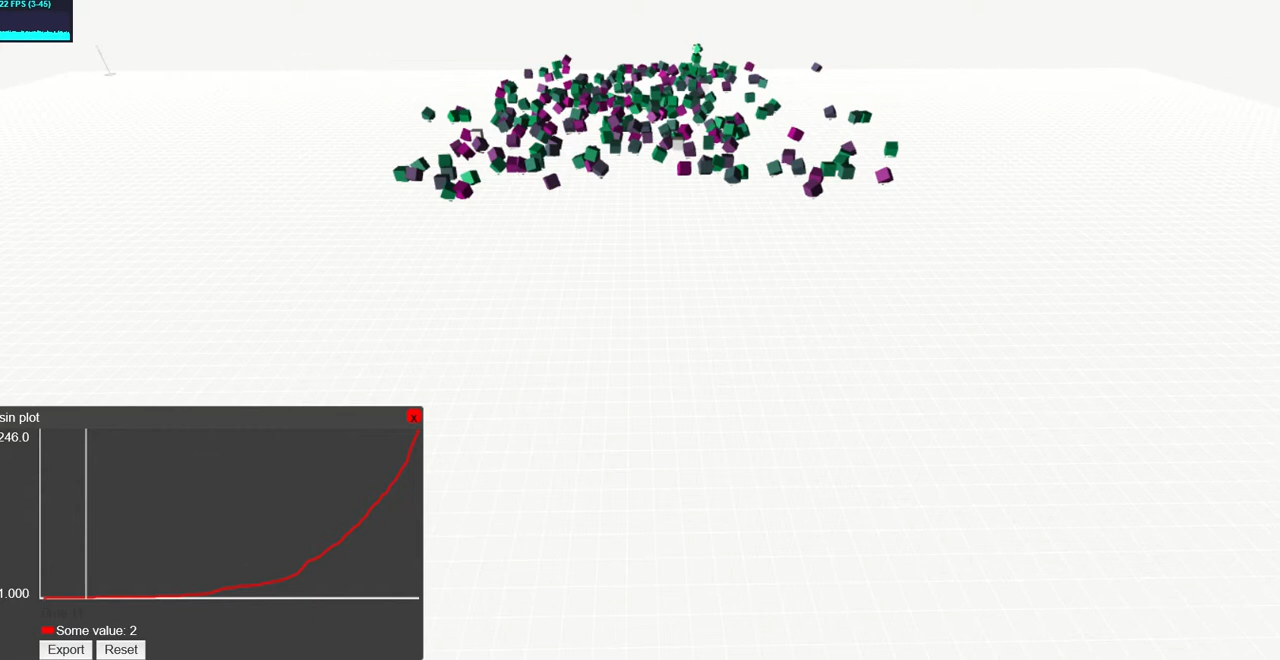 22 FPS (3-45)
sin plot
x
246.0
1.000
Some value: 2
Export
Reset